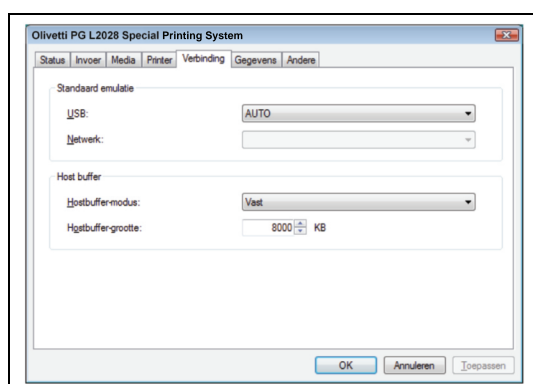 Olivetti PG L2028 Special Printing System
Status Invoer Media Printer Verbinding Gegevens Andere
Standaard emulatie
USB: AUTO
Netwerk:
Host buffer
Hostbuffer-modus: Vast
Hostbuffer-grootte: 8000 KB
OK Annuleren Toepassen